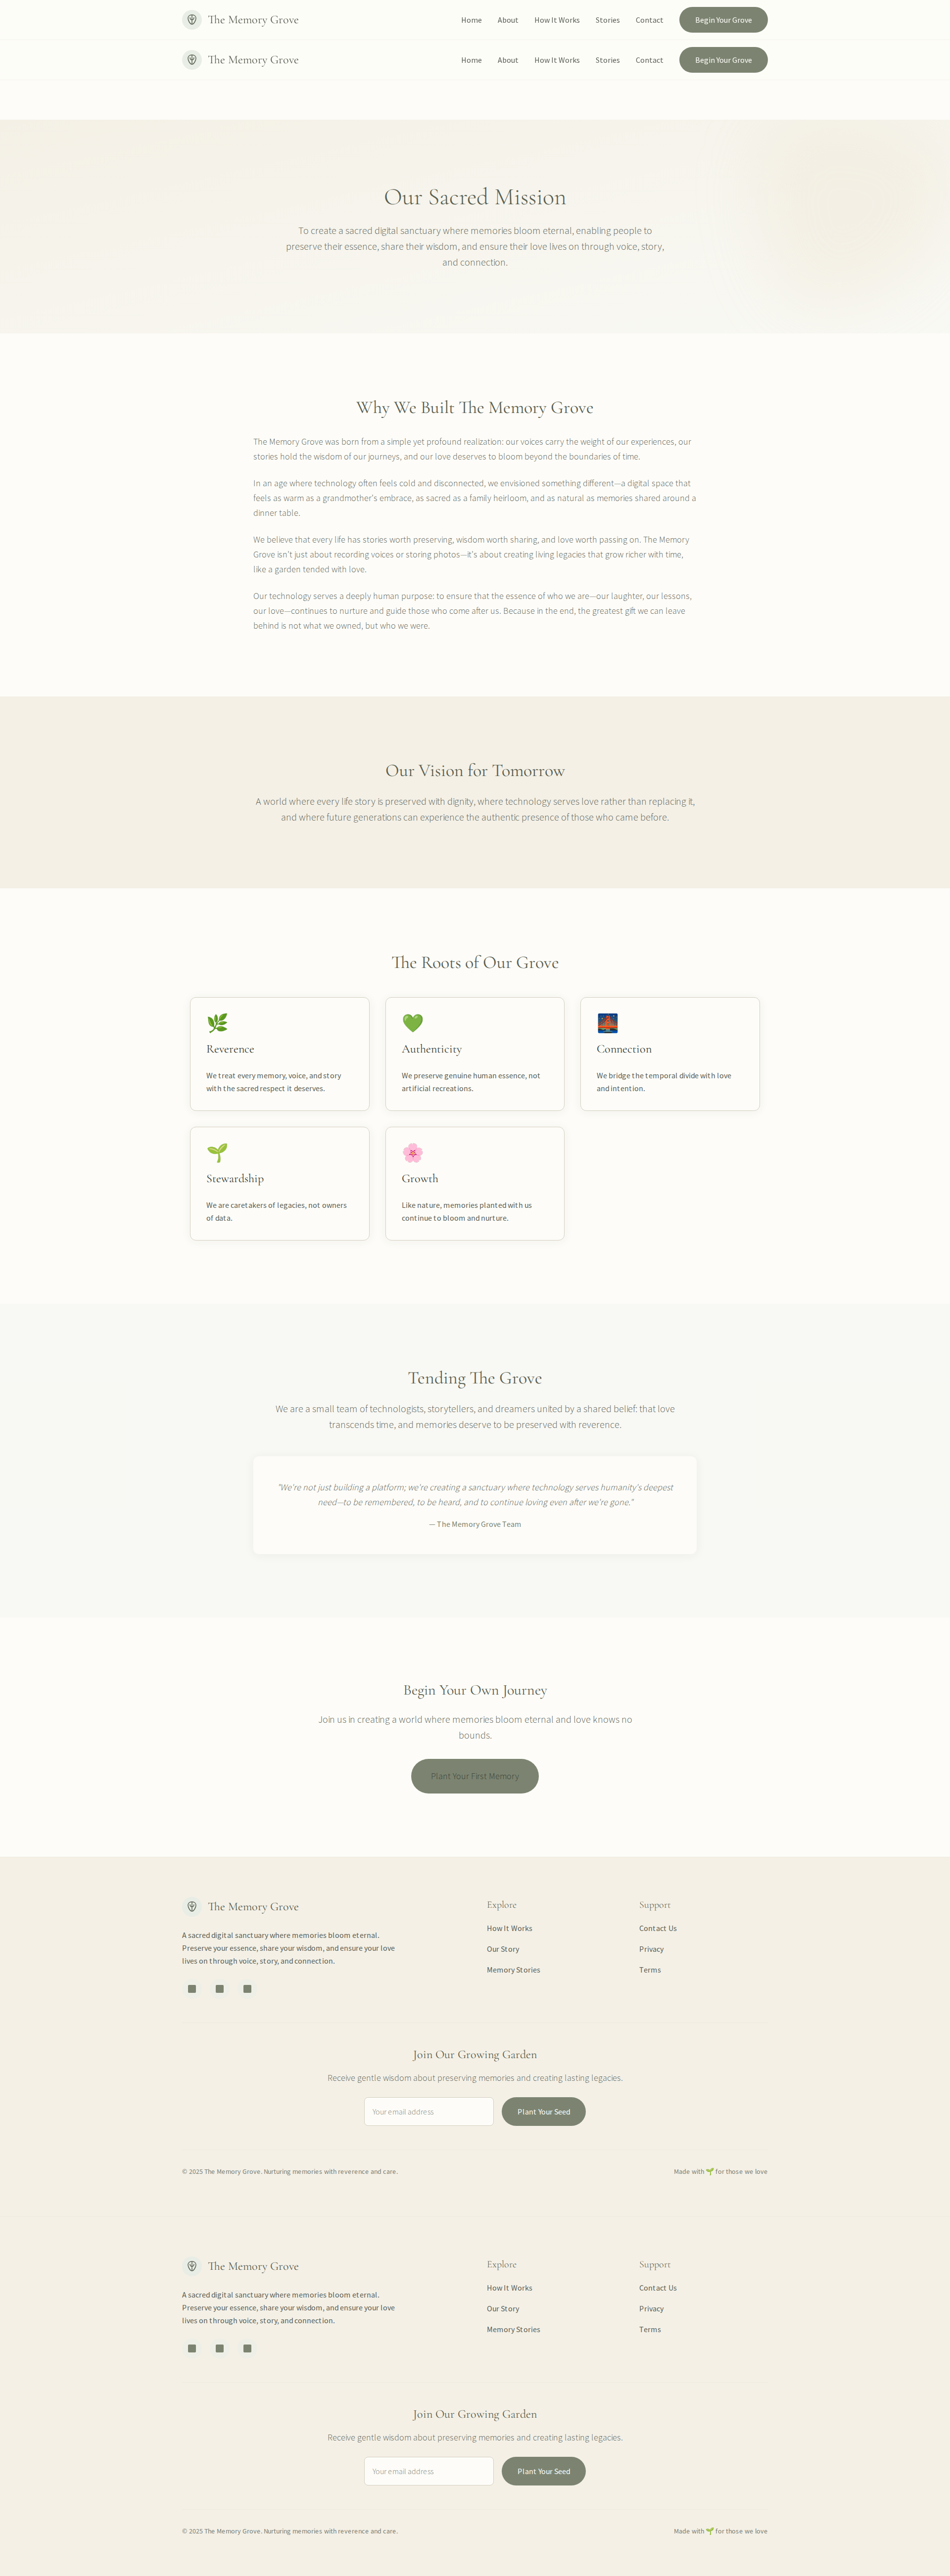 The Memory Grove
Home About How It Works Stories Contact Begin Your Grove
The Memory Grove
Home About How It Works Stories Contact Begin Your Grove
Our Sacred Mission
To create a sacred digital sanctuary where memories bloom eternal, enabling people to
preserve their essence, share their wisdom, and ensure their love lives on through voice, story,
and connection.
Why We Built The Memory Grove
The Memory Grove was born from a simple yet profound realization: our voices carry the weight of our experiences, our
stories hold the wisdom of our journeys, and our love deserves to bloom beyond the boundaries of time.
In an age where technology often feels cold and disconnected, we envisioned something different—a digital space that
feels as warm as a grandmother's embrace, as sacred as a family heirloom, and as natural as memories shared around a
dinner table.
We believe that every life has stories worth preserving, wisdom worth sharing, and love worth passing on. The Memory
Grove isn't just about recording voices or storing photos—it's about creating living legacies that grow richer with time,
like a garden tended with love.
Our technology serves a deeply human purpose: to ensure that the essence of who we are—our laughter, our lessons,
our love—continues to nurture and guide those who come after us. Because in the end, the greatest gift we can leave
behind is not what we owned, but who we were.
Our Vision for Tomorrow
A world where every life story is preserved with dignity, where technology serves love rather than replacing it,
and where future generations can experience the authentic presence of those who came before.
The Roots of Our Grove
Reverence
We treat every memory, voice, and story
with the sacred respect it deserves.
Authenticity
We preserve genuine human essence, not
artificial recreations.
Connection
We bridge the temporal divide with love
and intention.
Stewardship
We are caretakers of legacies, not owners
of data.
Growth
Like nature, memories planted with us
continue to bloom and nurture.
Tending The Grove
We are a small team of technologists, storytellers, and dreamers united by a shared belief: that love
transcends time, and memories deserve to be preserved with reverence.
"We're not just building a platform; we're creating a sanctuary where technology serves humanity's deepest
need—to be remembered, to be heard, and to continue loving even after we're gone."
— The Memory Grove Team
Begin Your Own Journey
Join us in creating a world where memories bloom eternal and love knows no
bounds.
Plant Your First Memory
The Memory Grove
A sacred digital sanctuary where memories bloom eternal.
Preserve your essence, share your wisdom, and ensure your love
lives on through voice, story, and connection.
Explore
How It Works
Our Story
Memory Stories
Support
Contact Us
Privacy
Terms
Join Our Growing Garden
Receive gentle wisdom about preserving memories and creating lasting legacies.
Your email address
Plant Your Seed
© 2025 The Memory Grove. Nurturing memories with reverence and care.
Made with 🌱 for those we love
The Memory Grove
A sacred digital sanctuary where memories bloom eternal.
Preserve your essence, share your wisdom, and ensure your love
lives on through voice, story, and connection.
Explore
How It Works
Our Story
Memory Stories
Support
Contact Us
Privacy
Terms
Join Our Growing Garden
Receive gentle wisdom about preserving memories and creating lasting legacies.
Your email address
Plant Your Seed
© 2025 The Memory Grove. Nurturing memories with reverence and care.
Made with 🌱 for those we love